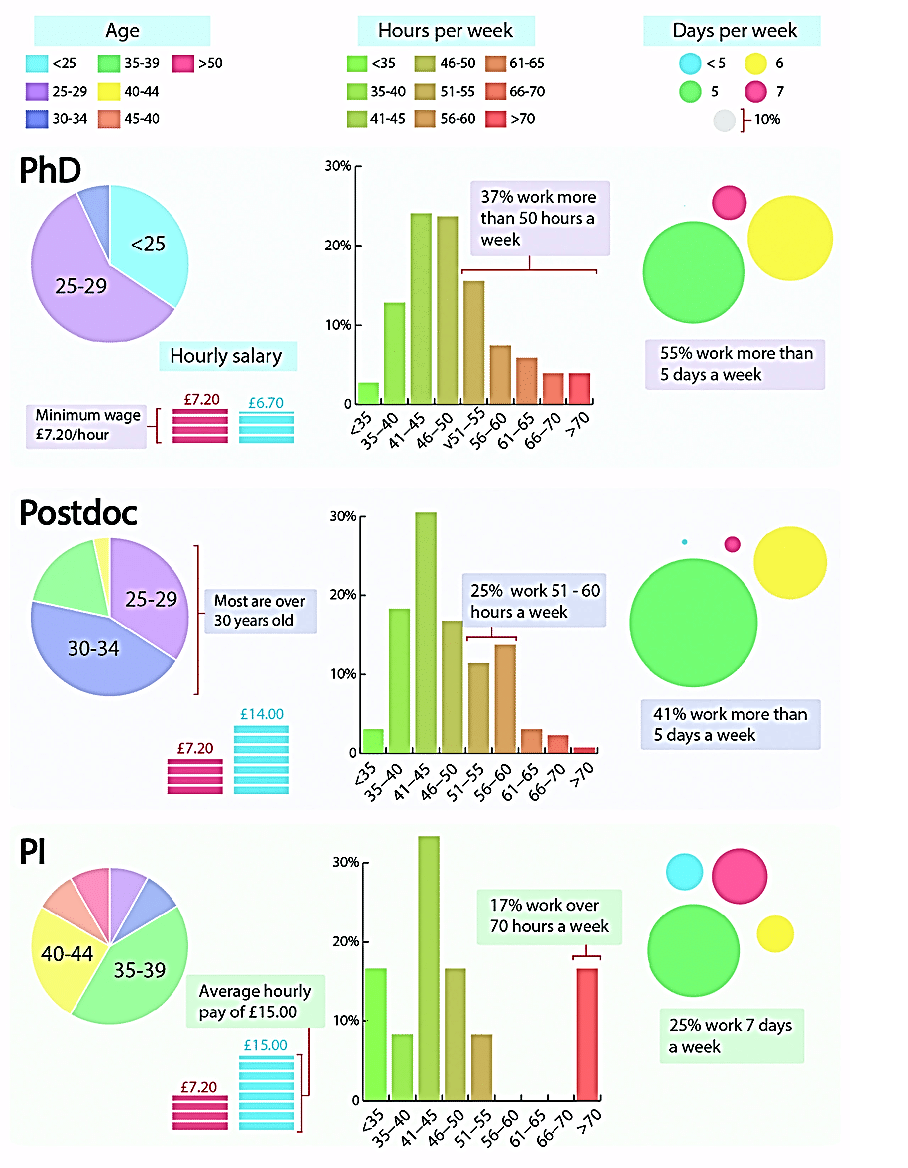 Age
Hours per week
Days per week
<25 35-39 >50
25-29 40-44
30-34 45-40
<35 46-50 61-65
35-40 51-55 66-70
41-45 56-60 >70
< 5 6
5 7
10%
PhD
<25
25-29
Hourly salary
Minimum wage
£7.20/hour
£7.20
£6.70
30%
20%
10%
0
37% work more
than 50 hours a
week
<35
35–40
41–45
46–50
v51–55
56–60
61–65
66–70
>70
55% work more than
5 days a week
Postdoc
25-29
30-34
Most are over
30 years old
£7.20
£14.00
30%
20%
10%
0
25% work 51 - 60
hours a week
<35
35–40
41–45
46–50
51–55
56–60
61–65
66–70
>70
41% work more than
5 days a week
PI
40-44
35-39
Average hourly
pay of £15.00
£7.20
£15.00
30%
20%
10%
0
17% work over
70 hours a week
<35
35–40
41–45
46–50
51–55
56–60
61–65
66–70
>70
25% work 7 days
a week